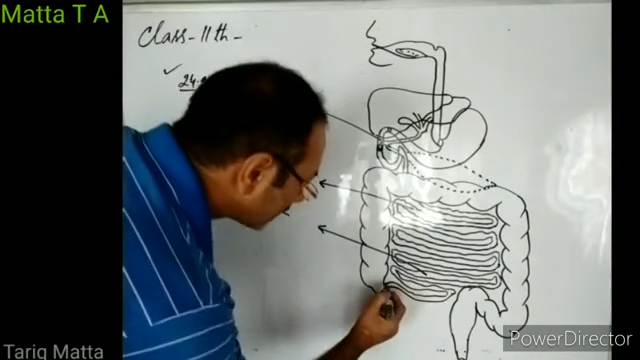 Matta T A
Class - 11th -
PowerDirector
Tariq Matta